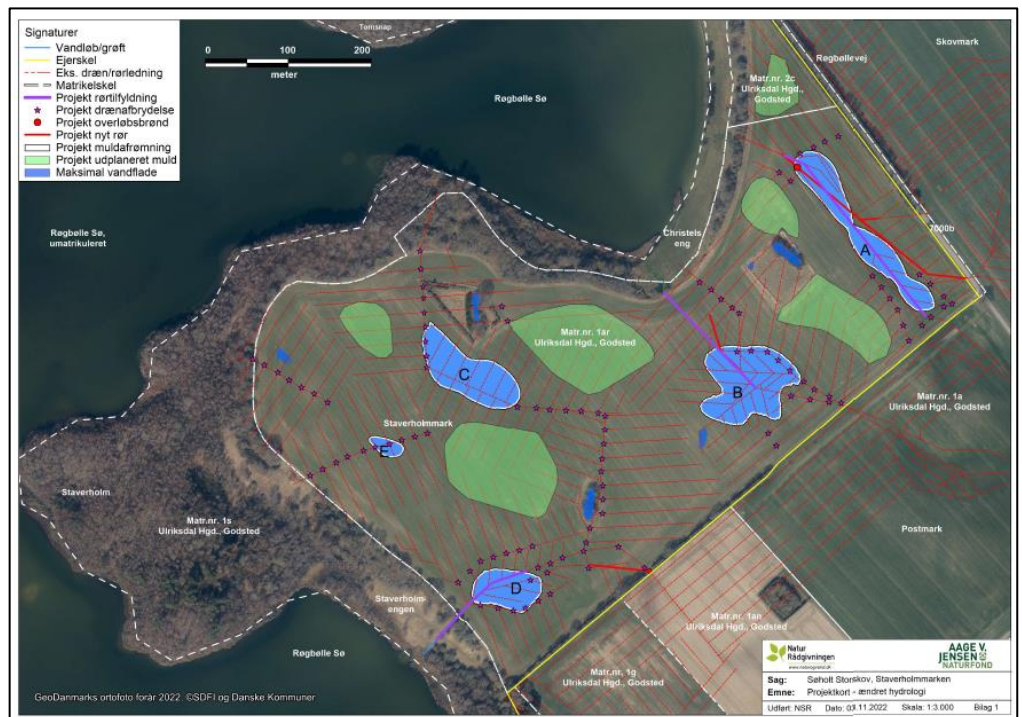 Signaturer
Vandløb/grøft
Ejerskel
Eks. dræn/rørledning
Matrikelskel
Projekt rørtilfyldning
Projekt drænafbrydelse
Projekt overløbsbrønd
Projekt nyt rør
Projekt muldafrømning
Projekt udplaneret muld
Maksimal vandflade
0 100 200
meter
Tornsnap
Røgbølle Sø
Røgbøllevej
Skovmark
Matr.nr. 2c
Ulriksdal Hgd.,
Godsted
Røgbølle Sø,
umatrikuleret
Christels
eng
7000b
A
Matr.nr. 1ar
Ulriksdal Hgd., Godsted
C
B
Matr.nr. 1a
Ulriksdal Hgd., Godsted
Staverholmmark
E
Staverholm
Matr.nr. 1s
Ulriksdal Hgd., Godsted
Postmark
Staverholm-
engen
D
Matr.nr. 1an
Ulriksdal Hgd., Godsted
Røgbølle Sø
Matr.nr. 1g
Ulriksdal Hgd., Godsted
GeoDanmarks ortofoto forår 2022. ©SDFI og Danske Kommuner
Natur
Rådgivningen
AAGE V.
JENSEN
NATURFOND
Sag: Søholt Storskov, Staverholmmarken
Emne: Projektkort - ændret hydrologi
Udført: NSR Dato: 03.11.2022 Skala: 1:3.000 Bilag 1